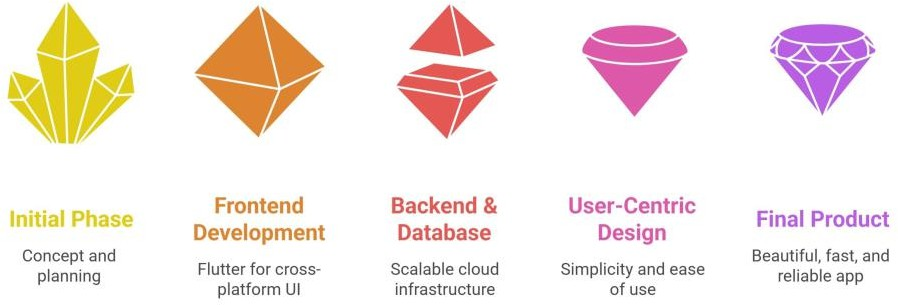 Initial Phase
Concept and
planning
Frontend
Development
Flutter for cross-
platform UI
Backend &
Database
Scalable cloud
infrastructure
User-Centric
Design
Simplicity and ease
of use
Final Product
Beautiful, fast, and
reliable app